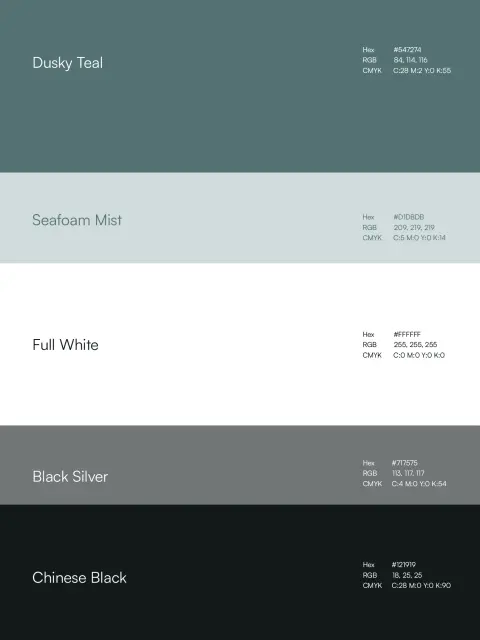 Dusky Teal
Hex #547274
RGB 84, 114, 116
CMYK C:28 M:2 Y:0 K:55
Seafoam Mist
Hex #D1DBDB
RGB 209, 219, 219
CMYK C:5 M:0 Y:0 K:14
Full White
Hex #FFFFFF
RGB 255, 255, 255
CMYK C:0 M:0 Y:0 K:0
Black Silver
Hex #717575
RGB 113, 117, 117
CMYK C:4 M:0 Y:0 K:54
Chinese Black
Hex #121919
RGB 18, 25, 25
CMYK C:28 M:0 Y:0 K:90